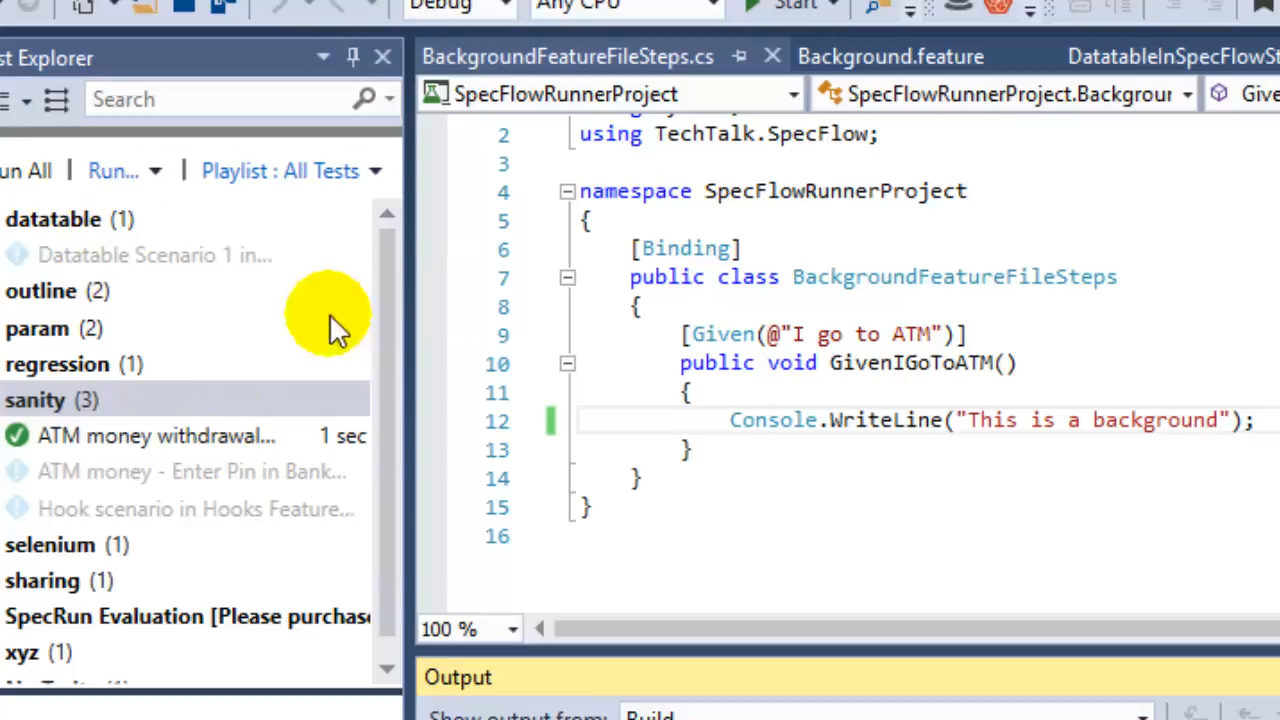 Debug
Any CPU
Start
st Explorer
Search
un All | Run... | Playlist : All Tests
datatable (1)
Datatable Scenario 1 in...
outline (2)
param (2)
regression (1)
sanity (3)
ATM money withdrawal... 1 sec
ATM money - Enter Pin in Bank...
Hook scenario in Hooks Feature...
selenium (1)
sharing (1)
SpecRun Evaluation [Please purchase
xyz (1)
BackgroundFeatureFileSteps.cs
Background.feature
DatatableInSpecFlowSt
SpecFlowRunnerProject
SpecFlowRunnerProject.Backgrour
Give
2 using TechTalk.SpecFlow;
3
4 namespace SpecFlowRunnerProject
5 {
6 [Binding]
7 public class BackgroundFeatureFileSteps
8 {
9 [Given(@"I go to ATM")]
10 public void GivenIGoToATM()
11 {
12 Console.WriteLine("This is a background");
13 }
14 }
15 }
16
100 %
Output
Show output from: Build